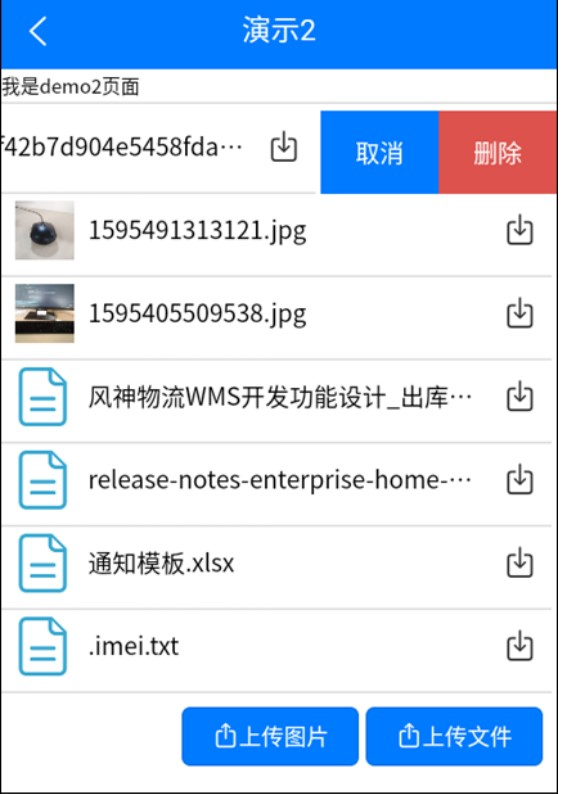 演示2
我是demo2页面
f42b7d904e5458fda… 取消 删除
1595491313121.jpg
1595405509538.jpg
风神物流WMS开发功能设计_出库…
release-notes-enterprise-home-…
通知模板.xlsx
.imei.txt
上传图片 上传文件